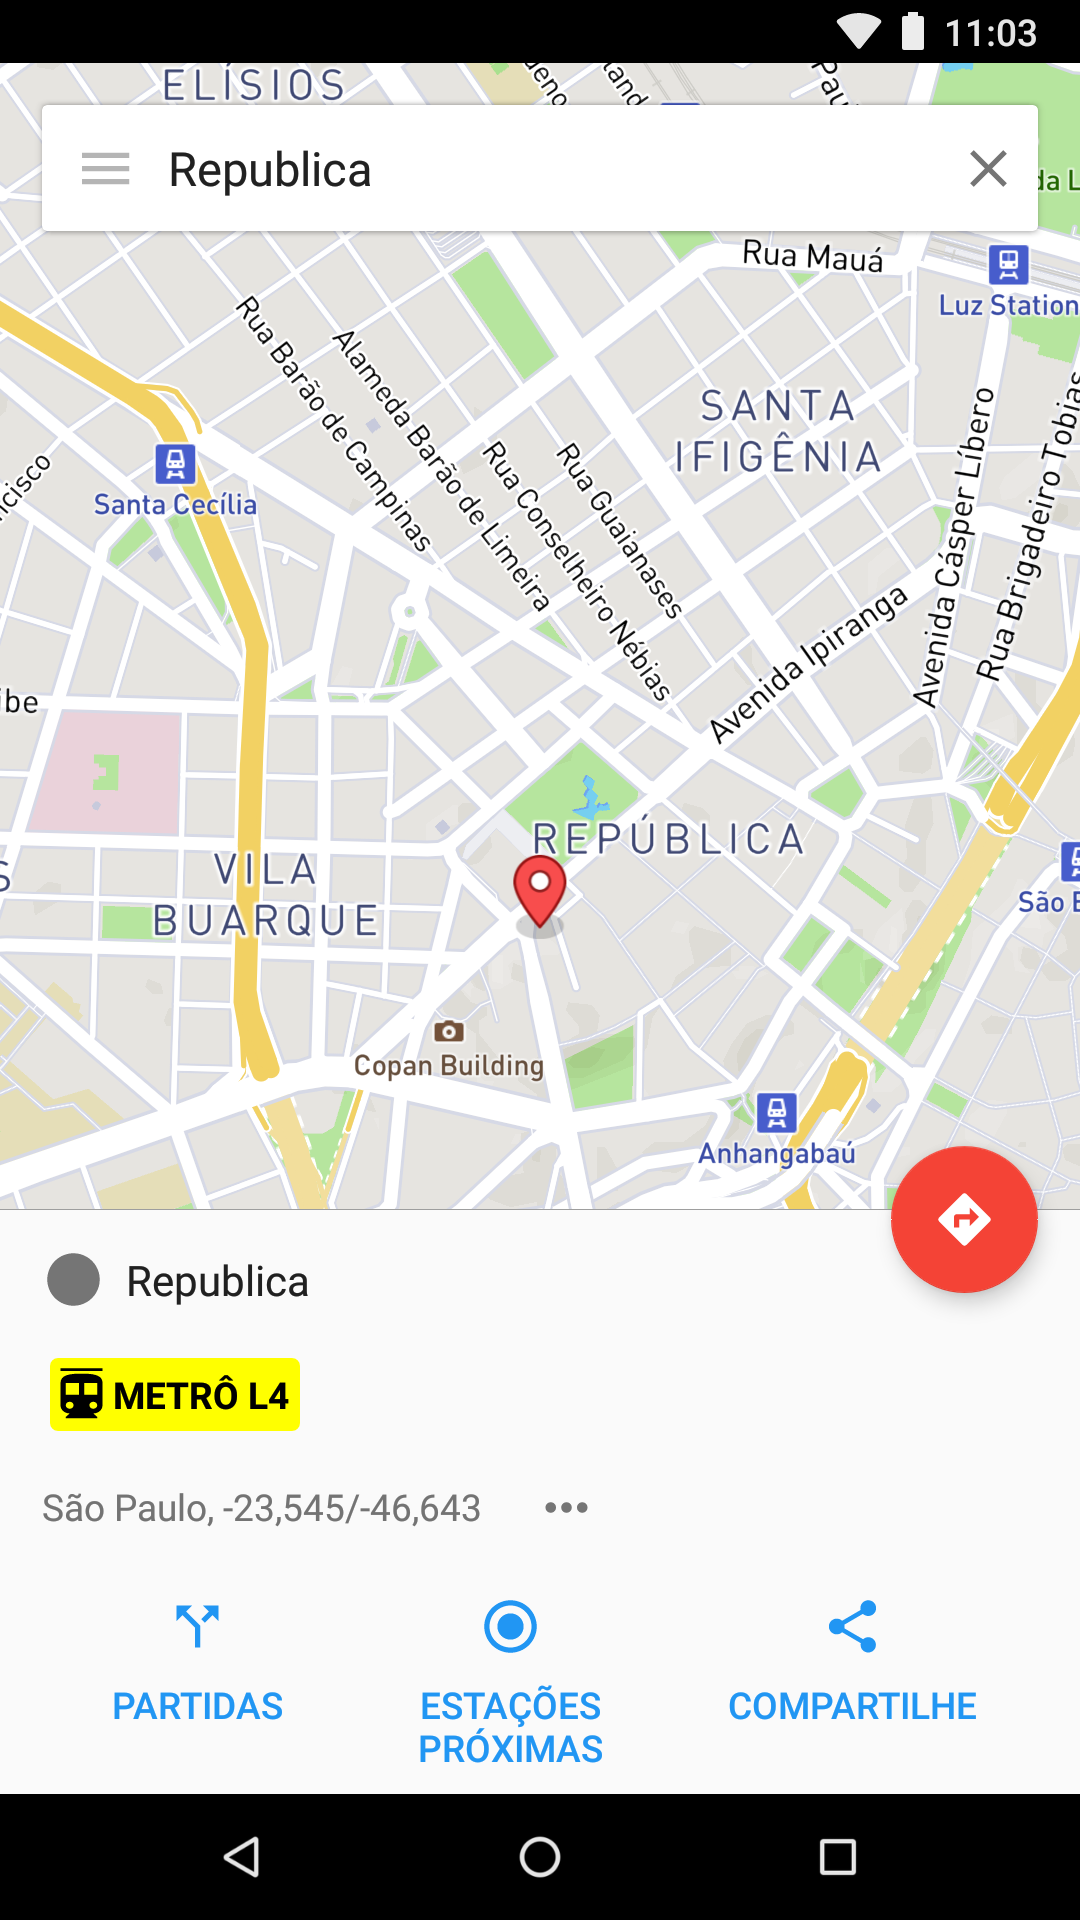 11:03
ELÍSIOS
Republica
Rua Mauá
Luz Station
Rua Barão de Campinas
Alameda Barão de Limeira
Rua Conselheiro Nébias
Rua Guaianases
SANTA
IFIGÊNIA
Avenida Cásper Líbero
Rua Brigadeiro Tobias
Santa Cecília
Avenida Ipiranga
REPÚBLICA
VILA
BUARQUE
Copan Building
Anhangabaú
Republica
METRÔ L4
São Paulo, -23,545/-46,643
PARTIDAS
ESTAÇÕES
PRÓXIMAS
COMPARTILHE